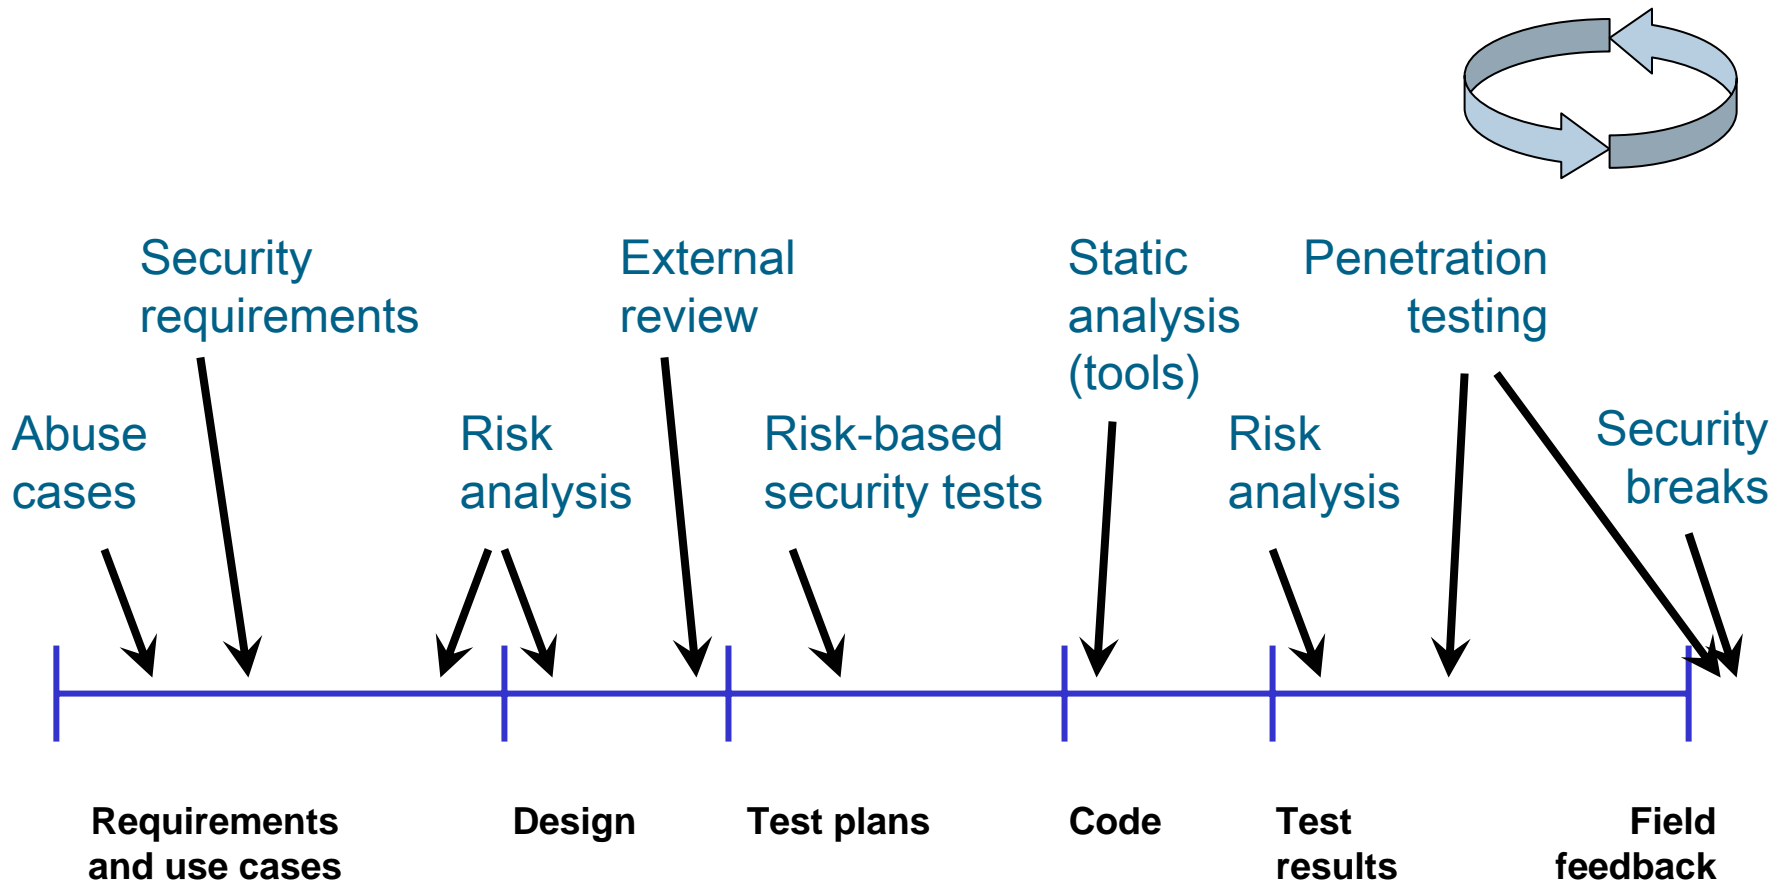 Security
requirements
External
review
Static
analysis
(tools)
Penetration
testing
Abuse
cases
Risk
analysis
Risk-based
security tests
Risk
analysis
Security
breaks
Requirements
and use cases
Design
Test plans
Code
Test
results
Field
feedback